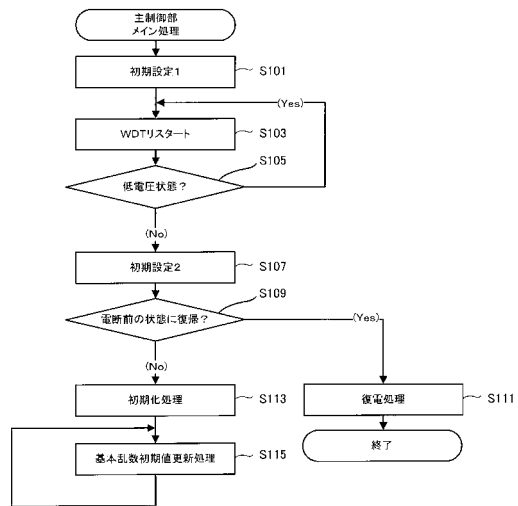 主制御部
メイン処理
初期設定1
S101
(Yes)
WDTリスタート
S103
S105
低電圧状態？
(No)
初期設定2
S107
S109
電断前の状態に復帰？
(Yes)
(No)
初期化処理
S113
復電処理
S111
終了
基本乱数初期値更新処理
S115